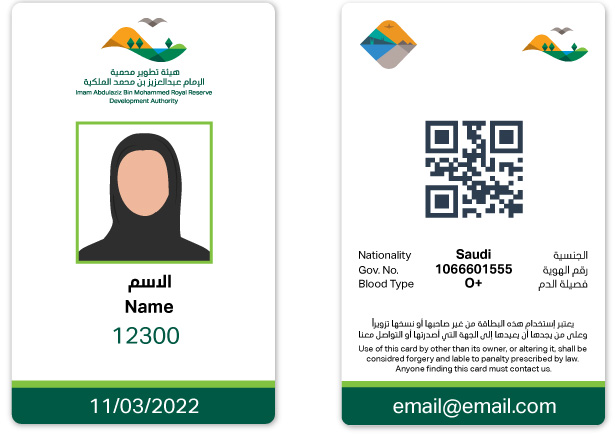 هيئة تطوير محمية
الإمام عبدالعزيز بن محمد الملكية
Imam Abdulaziz Bin Mohammed Royal Reserve
Development Authority
الاسم
Name
12300
11/03/2022
Nationality Saudi الجنسية
Gov. No. 1066601555 رقم الهوية
Blood Type O+ فصيلة الدم
يعتبر إستخدام هذه البطاقة من غير صاحبها أو نسخها تزويراً
وعلى من يجدها أن يعيدها إلى الجهة التي أصدرتها أو التواصل معنا
Use of this card by other than its owner, or altering it, shall be
considred forgery and lable to panalty prescribed by law.
Anyone finding this card must contact us.
email@email.com